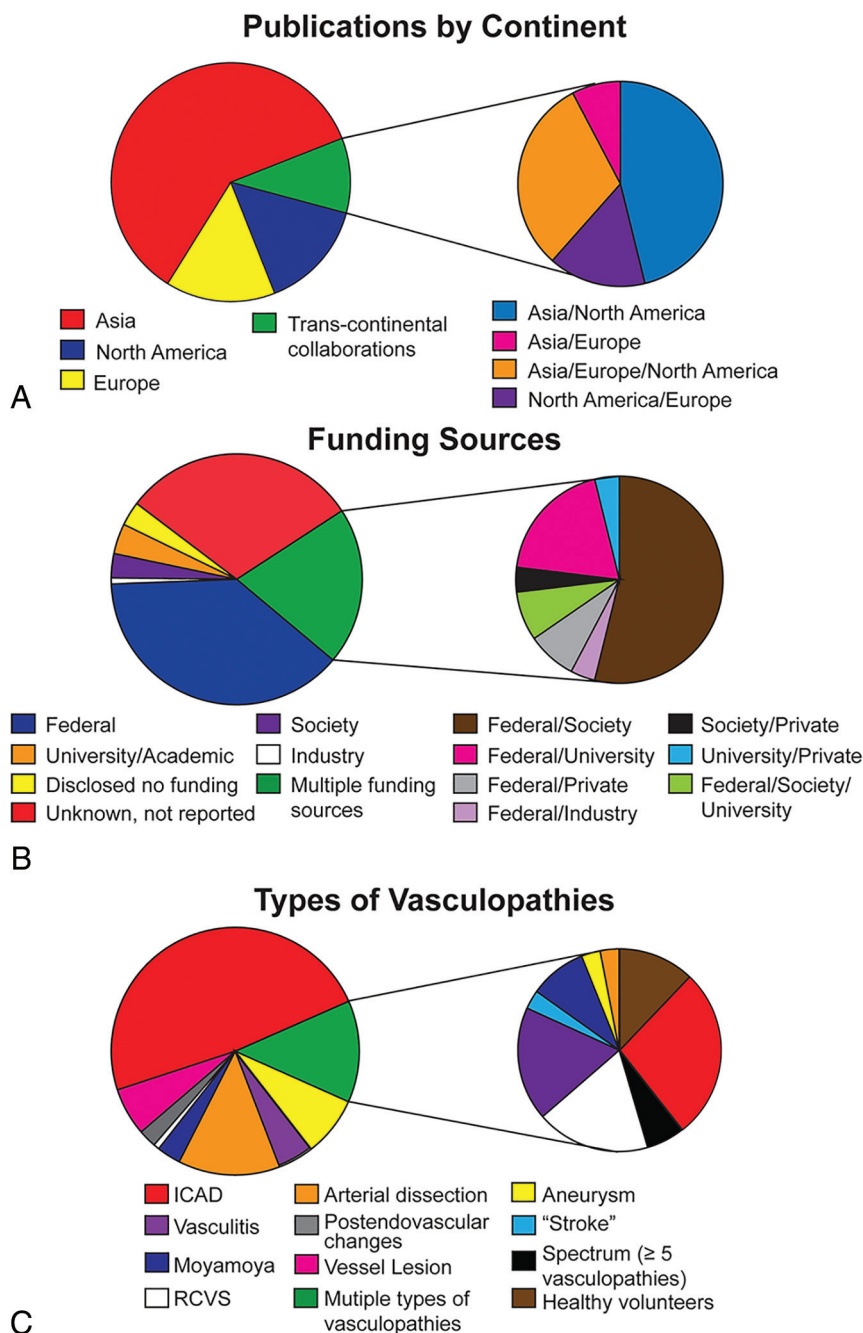 Publications by Continent
Asia
North America
Europe
Trans-continental
collaborations
Asia/North America
Asia/Europe
Asia/Europe/North America
North America/Europe
A
Funding Sources
Federal
University/Academic
Disclosed no funding
Unknown, not reported
Society
Industry
Multiple funding
sources
Federal/Society
Federal/University
Federal/Private
Federal/Industry
Society/Private
University/Private
Federal/Society/
University
B
Types of Vasculopathies
ICAD
Vasculitis
Moyamoya
RCVS
Arterial dissection
Postendovascular
changes
Vessel Lesion
Mutiple types of
vasculopathies
Aneurysm
“Stroke”
Spectrum (≥ 5
vasculopathies)
Healthy volunteers
C